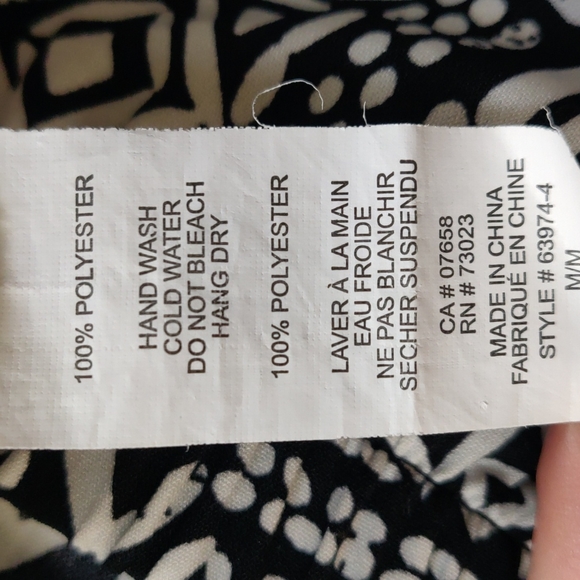 100% POLYESTER
HAND WASH
COLD WATER
DO NOT BLEACH
HANG DRY
100% POLYESTER
LAVER À LA MAIN
EAU FROIDE
NE PAS BLANCHIR
SECHER SUSPENDU
CA # 07658
RN # 73023
MADE IN CHINA
FABRIQUÉ EN CHINE
STYLE # 63974-4
M/M